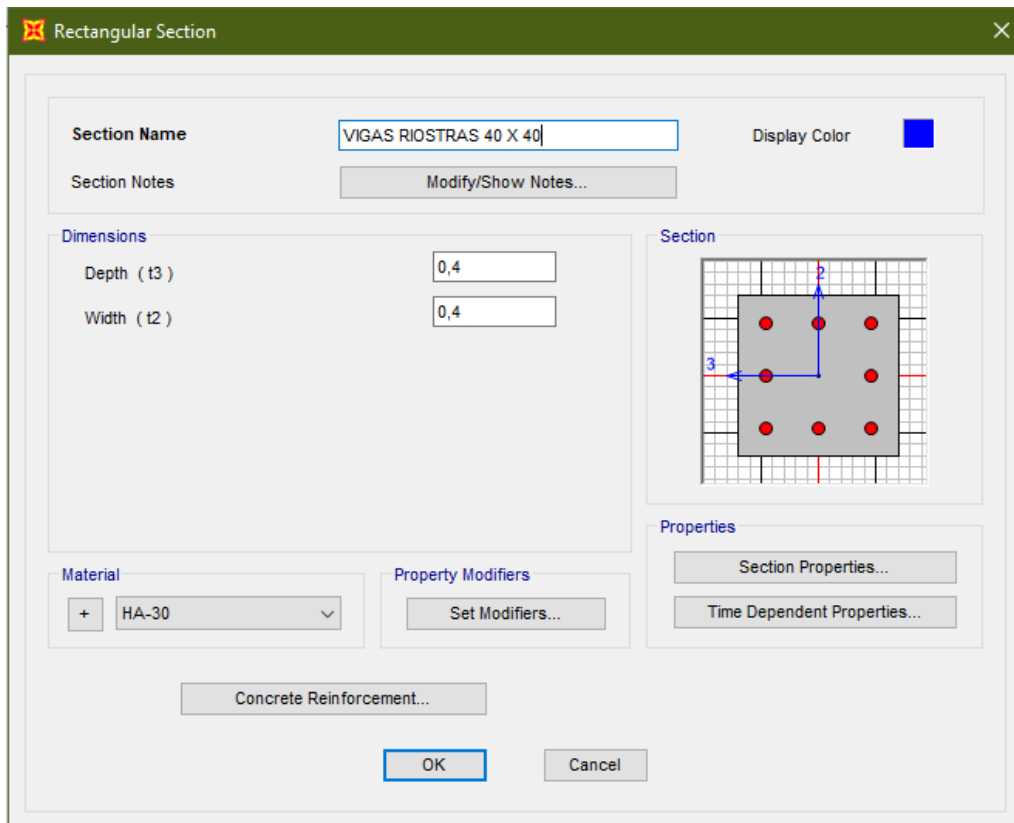 Rectangular Section
Section Name VIGAS RIOSTRAS 40 X 40 Display Color
Section Notes Modify/Show Notes...
Dimensions
Depth ( t3 ) 0,4
Width ( t2 ) 0,4
Section
2
3
Properties
Section Properties...
Time Dependent Properties...
Material
+ HA-30
Property Modifiers
Set Modifiers...
Concrete Reinforcement...
OK Cancel